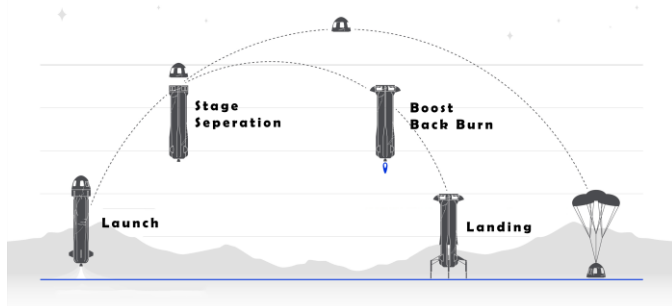 Stage
Seperation
Boost
Back Burn
Launch
Landing